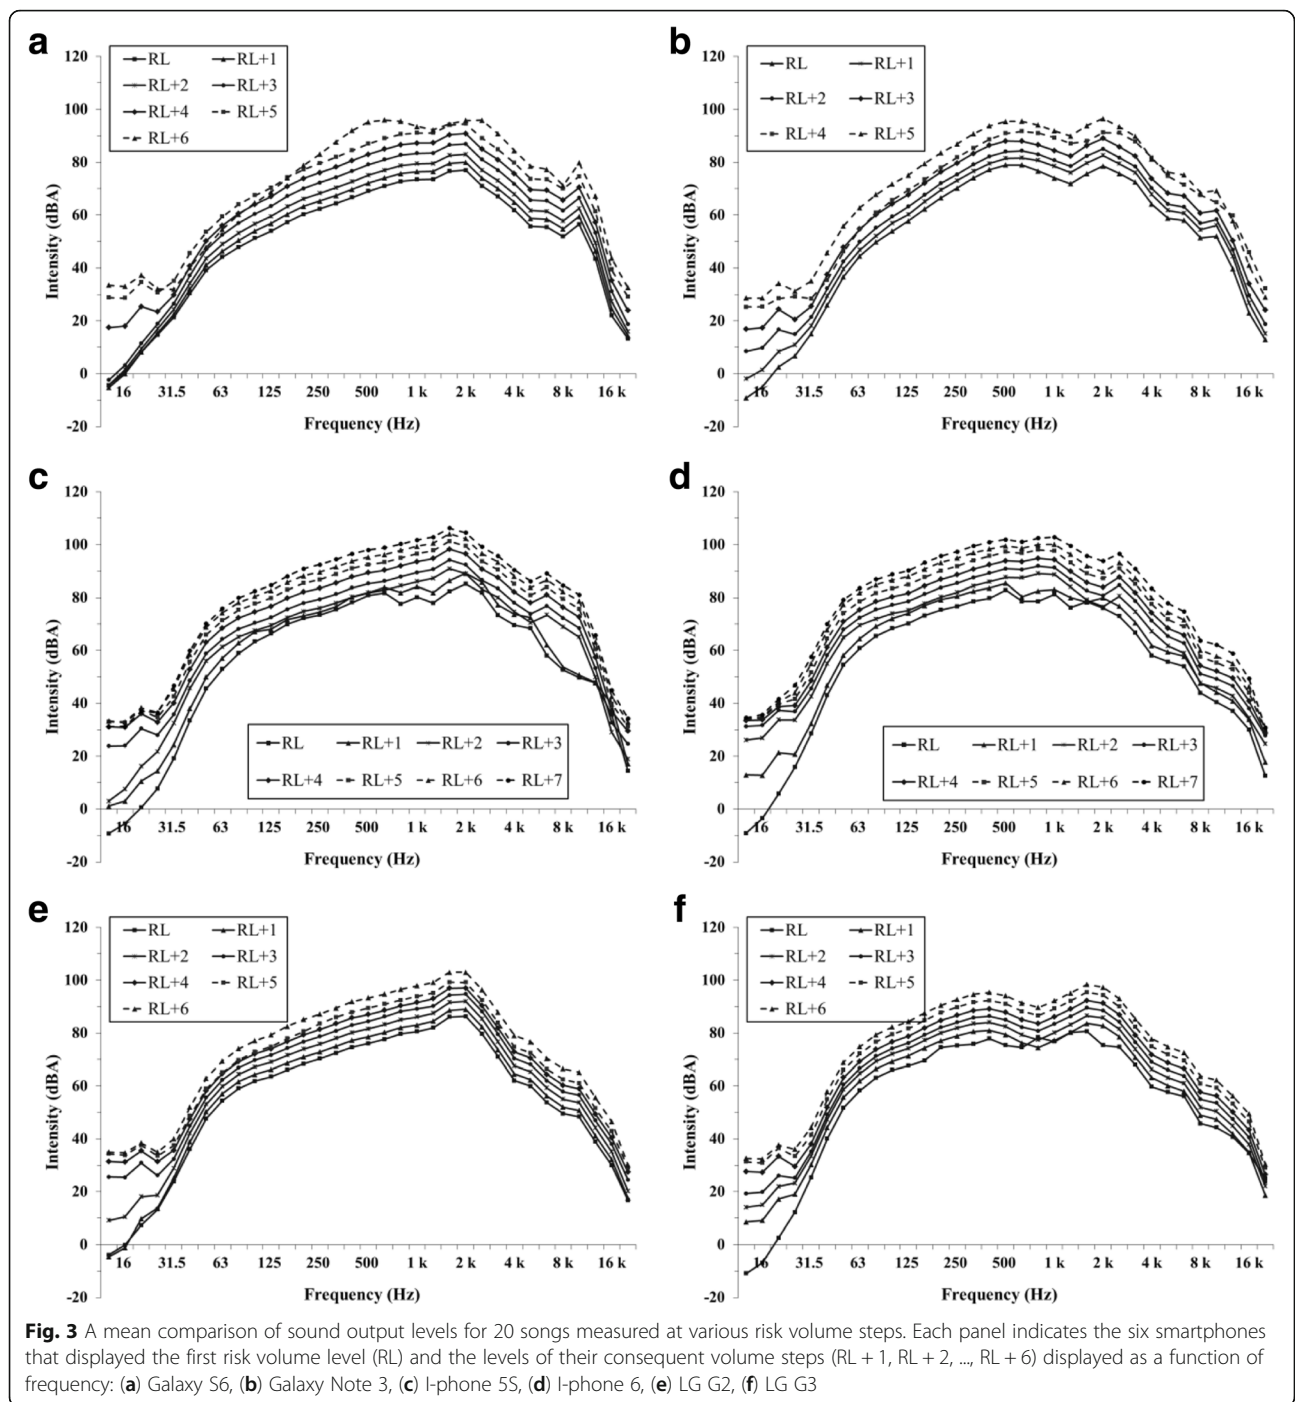 a
120
100
80
60
40
20
0
-20
Intensity (dBA)
RL RL+1
RL+2 RL+3
RL+4 RL+5
RL+6
16 31.5 63 125 250 500 1 k 2 k 4 k 8 k 16 k
Frequency (Hz)
b
120
100
80
60
40
20
0
-20
Intensity (dBA)
RL RL+1
RL+2 RL+3
RL+4 RL+5
16 31.5 63 125 250 500 1 k 2 k 4 k 8 k 16 k
Frequency (Hz)
c
120
100
80
60
40
20
0
-20
Intensity (dBA)
RL RL+1 RL+2 RL+3
RL+4 RL+5 RL+6 RL+7
16 31.5 63 125 250 500 1 k 2 k 4 k 8 k 16 k
Frequency (Hz)
d
120
100
80
60
40
20
0
-20
Intensity (dBA)
RL RL+1 RL+2 RL+3
RL+4 RL+5 RL+6 RL+7
16 31.5 63 125 250 500 1 k 2 k 4 k 8 k 16 k
Frequency (Hz)
e
120
100
80
60
40
20
0
-20
Intensity (dBA)
RL RL+1
RL+2 RL+3
RL+4 RL+5
RL+6
16 31.5 63 125 250 500 1 k 2 k 4 k 8 k 16 k
Frequency (Hz)
f
120
100
80
60
40
20
0
-20
Intensity (dBA)
RL RL+1
RL+2 RL+3
RL+4 RL+5
RL+6
16 31.5 63 125 250 500 1 k 2 k 4 k 8 k 16 k
Frequency (Hz)
Fig. 3 A mean comparison of sound output levels for 20 songs measured at various risk volume steps. Each panel indicates the six smartphones
that displayed the first risk volume level (RL) and the levels of their consequent volume steps (RL + 1, RL + 2, ..., RL + 6) displayed as a function of
frequency: (a) Galaxy S6, (b) Galaxy Note 3, (c) I-phone 5S, (d) I-phone 6, (e) LG G2, (f) LG G3